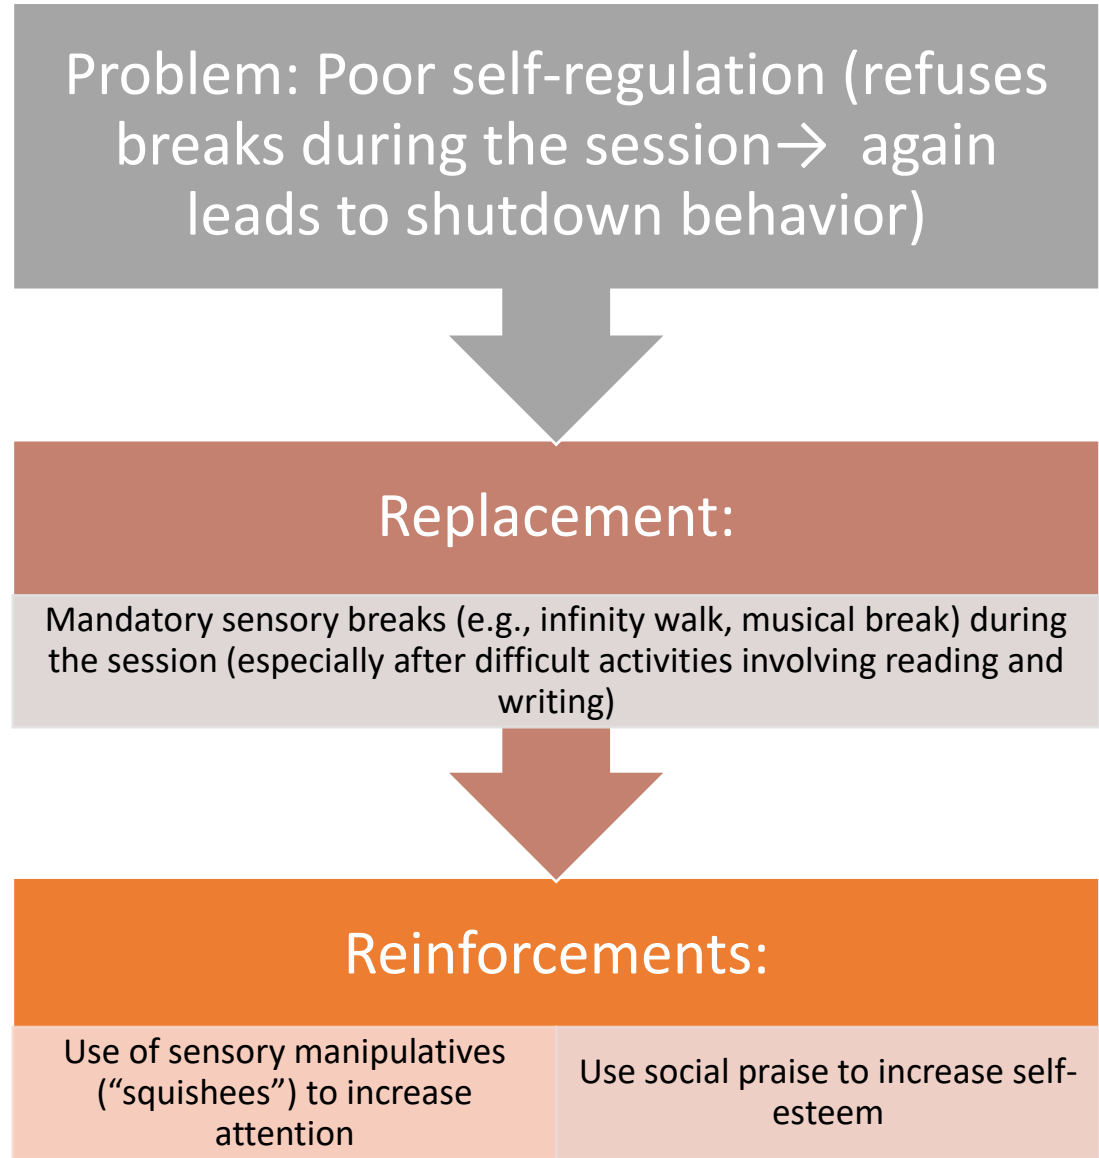 Problem: Poor self-regulation (refuses
breaks during the session→ again
leads to shutdown behavior)
Replacement:
Mandatory sensory breaks (e.g., infinity walk, musical break) during
the session (especially after difficult activities involving reading and
writing)
Reinforcements:
Use of sensory manipulatives
(“squishees”) to increase
attention
Use social praise to increase self-
esteem